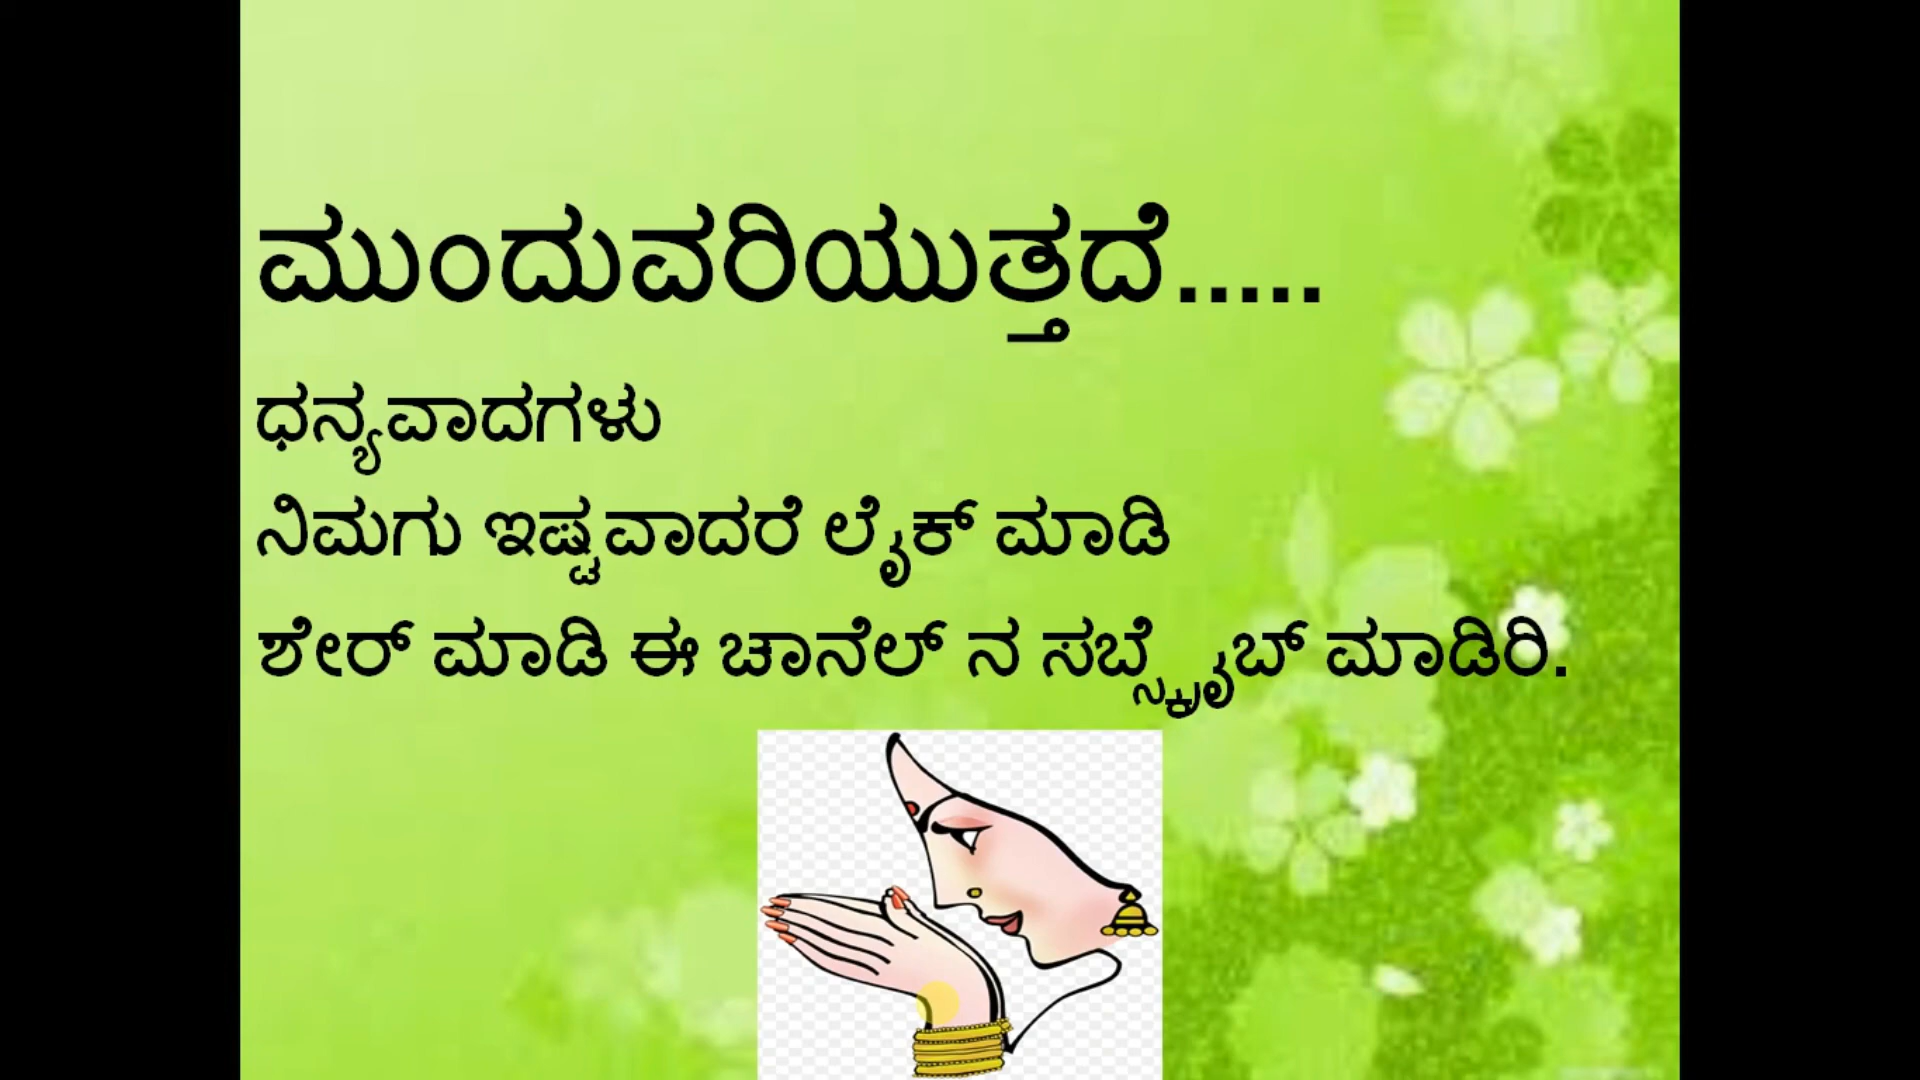 ಮುಂದುವರಿಯುತ್ತದೆ.....
ಧನ್ಯವಾದಗಳು
ನಿಮಗು ಇಷ್ಟವಾದರೆ ಲೈಕ್ ಮಾಡಿ
ಶೇರ್ ಮಾಡಿ ಈ ಚಾನೆಲ್ ನ ಸಬ್ಸ್ಕ್ರೈಬ್ ಮಾಡಿರಿ.